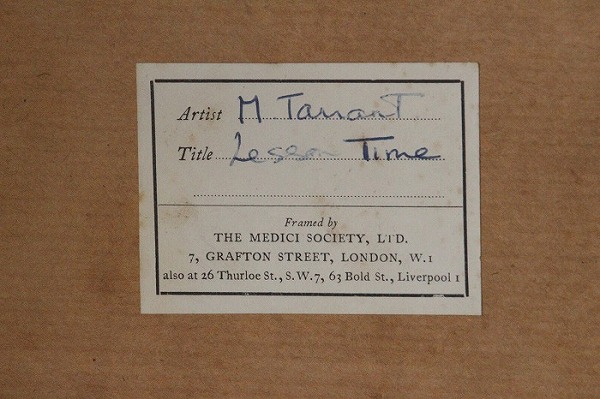 Artist M Tarrant
Title Lesson Time
Framed by
THE MEDICI SOCIETY, LTD.
7, GRAFTON STREET, LONDON, W.1
also at 26 Thurloe St., S.W.7, 63 Bold St., Liverpool 1